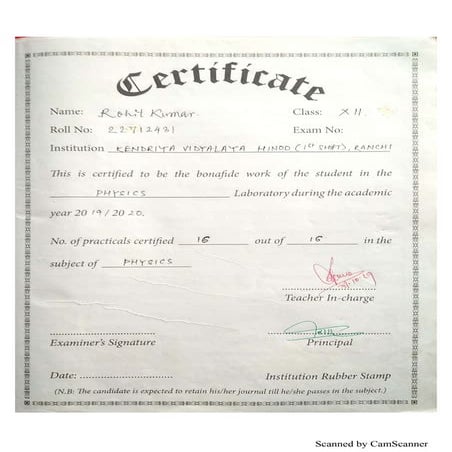 Certificate
Name: Rohit Kumar Class: XII
Roll No: 22712421 Exam No:
Institution KENDRIYA VIDYALAYA HINOO (1ST SHIFT), RANCHI
This is certified to be the bonafide work of the student in the
PHYSICS Laboratory during the academic
year 2019/2020.
No. of practicals certified 16 out of 16 in the
subject of PHYSICS
Teacher In-charge
Examiner's Signature Principal
Date: Institution Rubber Stamp
(N.B: The candidate is expected to retain his/her journal till he/she passes in the subject.)
Scanned by CamScanner